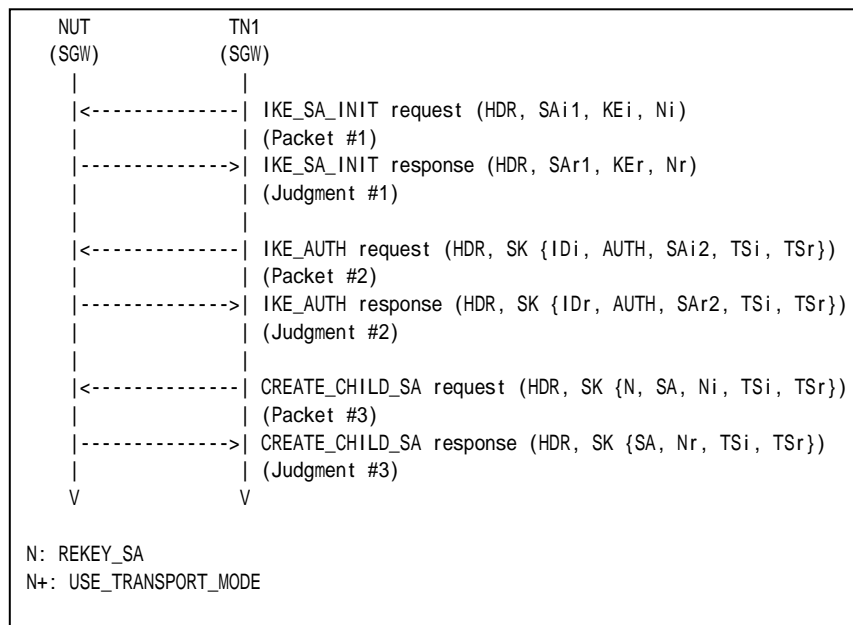 NUT TN1
(SGW) (SGW)
| |
|<--------------| IKE_SA_INIT request (HDR, SAi1, KEi, Ni)
| | (Packet #1)
|-------------->| IKE_SA_INIT response (HDR, SAr1, KEr, Nr)
| | (Judgment #1)
| |
|<--------------| IKE_AUTH request (HDR, SK {IDi, AUTH, SAi2, TSi, TSr})
| | (Packet #2)
|-------------->| IKE_AUTH response (HDR, SK {IDr, AUTH, SAr2, TSi, TSr})
| | (Judgment #2)
| |
|<--------------| CREATE_CHILD_SA request (HDR, SK {N, SA, Ni, TSi, TSr})
| | (Packet #3)
|-------------->| CREATE_CHILD_SA response (HDR, SK {SA, Nr, TSi, TSr})
| | (Judgment #3)
V V
N: REKEY_SA
N+: USE_TRANSPORT_MODE